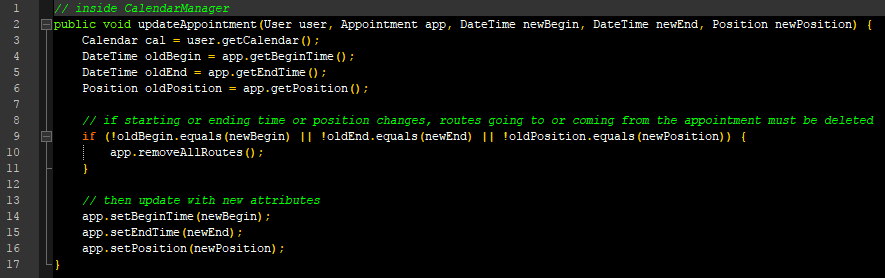 1 // inside CalendarManager
2 public void updateAppointment(User user, Appointment app, DateTime newBegin, DateTime newEnd, Position newPosition) {
3 Calendar cal = user.getCalendar();
4 DateTime oldBegin = app.getBeginTime();
5 DateTime oldEnd = app.getEndTime();
6 Position oldPosition = app.getPosition();
7
8 // if starting or ending time or position changes, routes going to or coming from the appointment must be deleted
9 if (!oldBegin.equals(newBegin) || !oldEnd.equals(newEnd) || !oldPosition.equals(newPosition)) {
10 app.removeAllRoutes();
11 }
12
13 // then update with new attributes
14 app.setBeginTime(newBegin);
15 app.setEndTime(newEnd);
16 app.setPosition(newPosition);
17 }